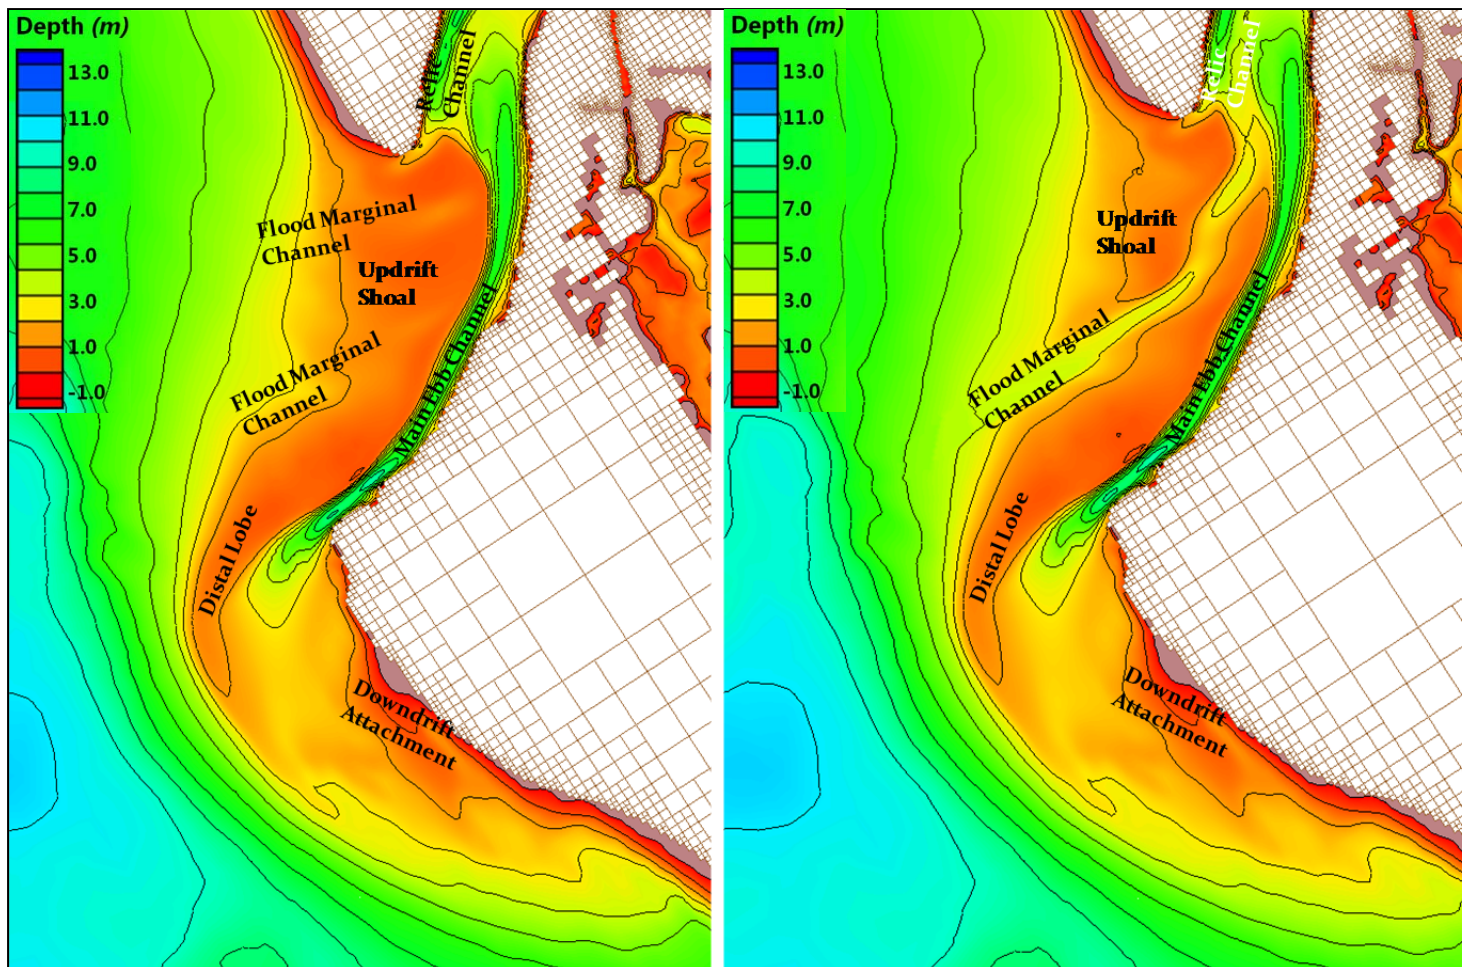 Depth (m)
13.0
11.0
9.0
7.0
5.0
3.0
1.0
-1.0
Relic
Channel
Flood Marginal
Channel
Updrift
Shoal
Flood Marginal
Channel
Main Ebb Channel
Distal Lobe
Downdrift
Attachment
Depth (m)
13.0
11.0
9.0
7.0
5.0
3.0
1.0
-1.0
Relic
Channel
Updrift
Shoal
Flood Marginal
Channel
Main Ebb Channel
Distal Lobe
Downdrift
Attachment